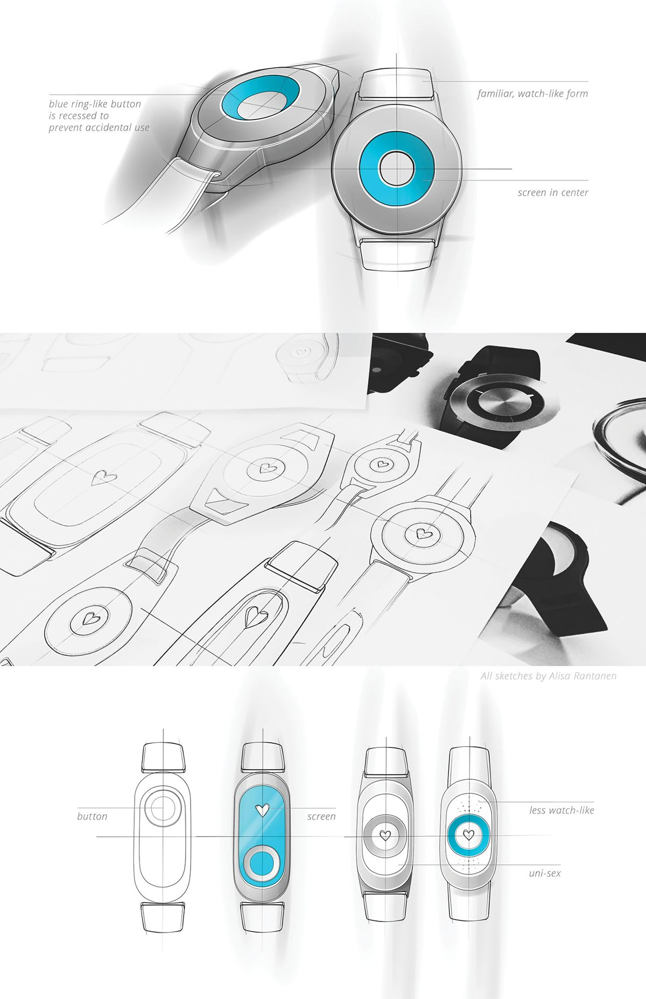 blue ring-like button
is recessed to
prevent accidental use
familiar, watch-like form
screen in center
All sketches by Alisa Rantanen
button
screen
less watch-like
uni-sex